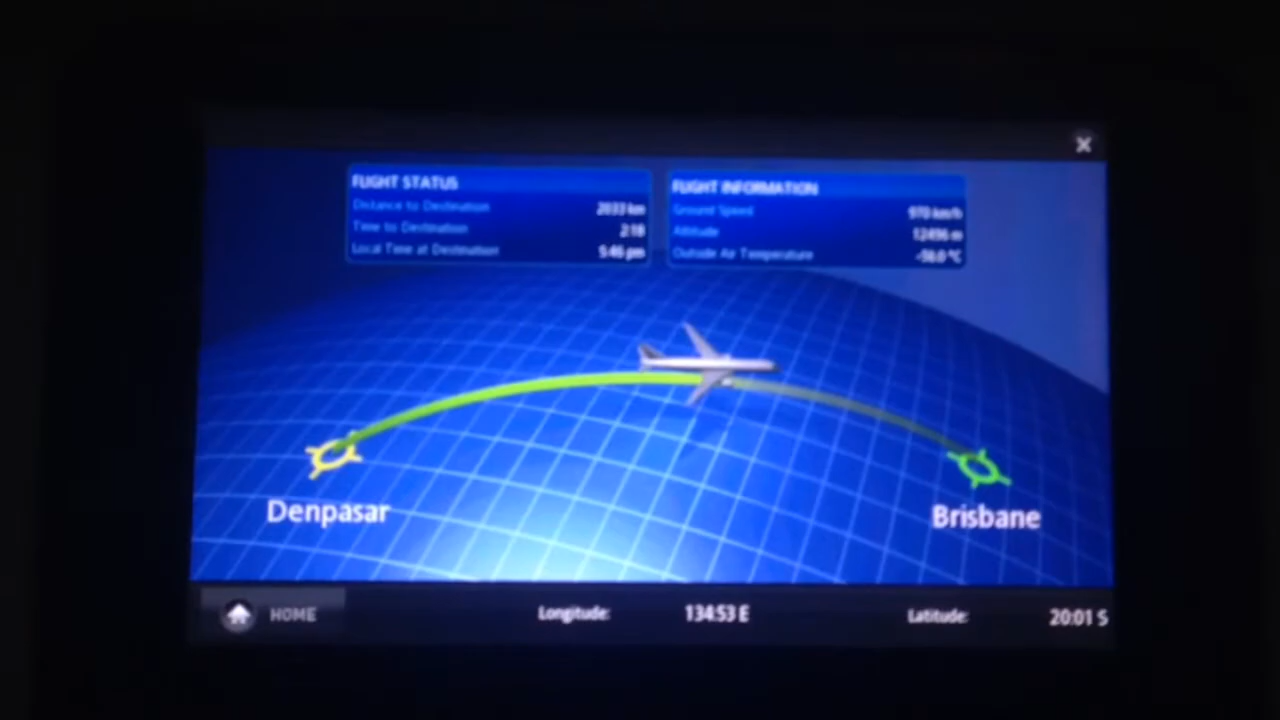 FLIGHT STATUS
Distance to Destination 2033 km
Time to Destination 2:18
Local Time at Destination 5:46 pm
FLIGHT INFORMATION
Ground Speed 970 km/h
Altitude 12496 m
Outside Air Temperature °C
Denpasar
Brisbane
HOME
Longitude: 134:53 E
Latitude: 20:01 S